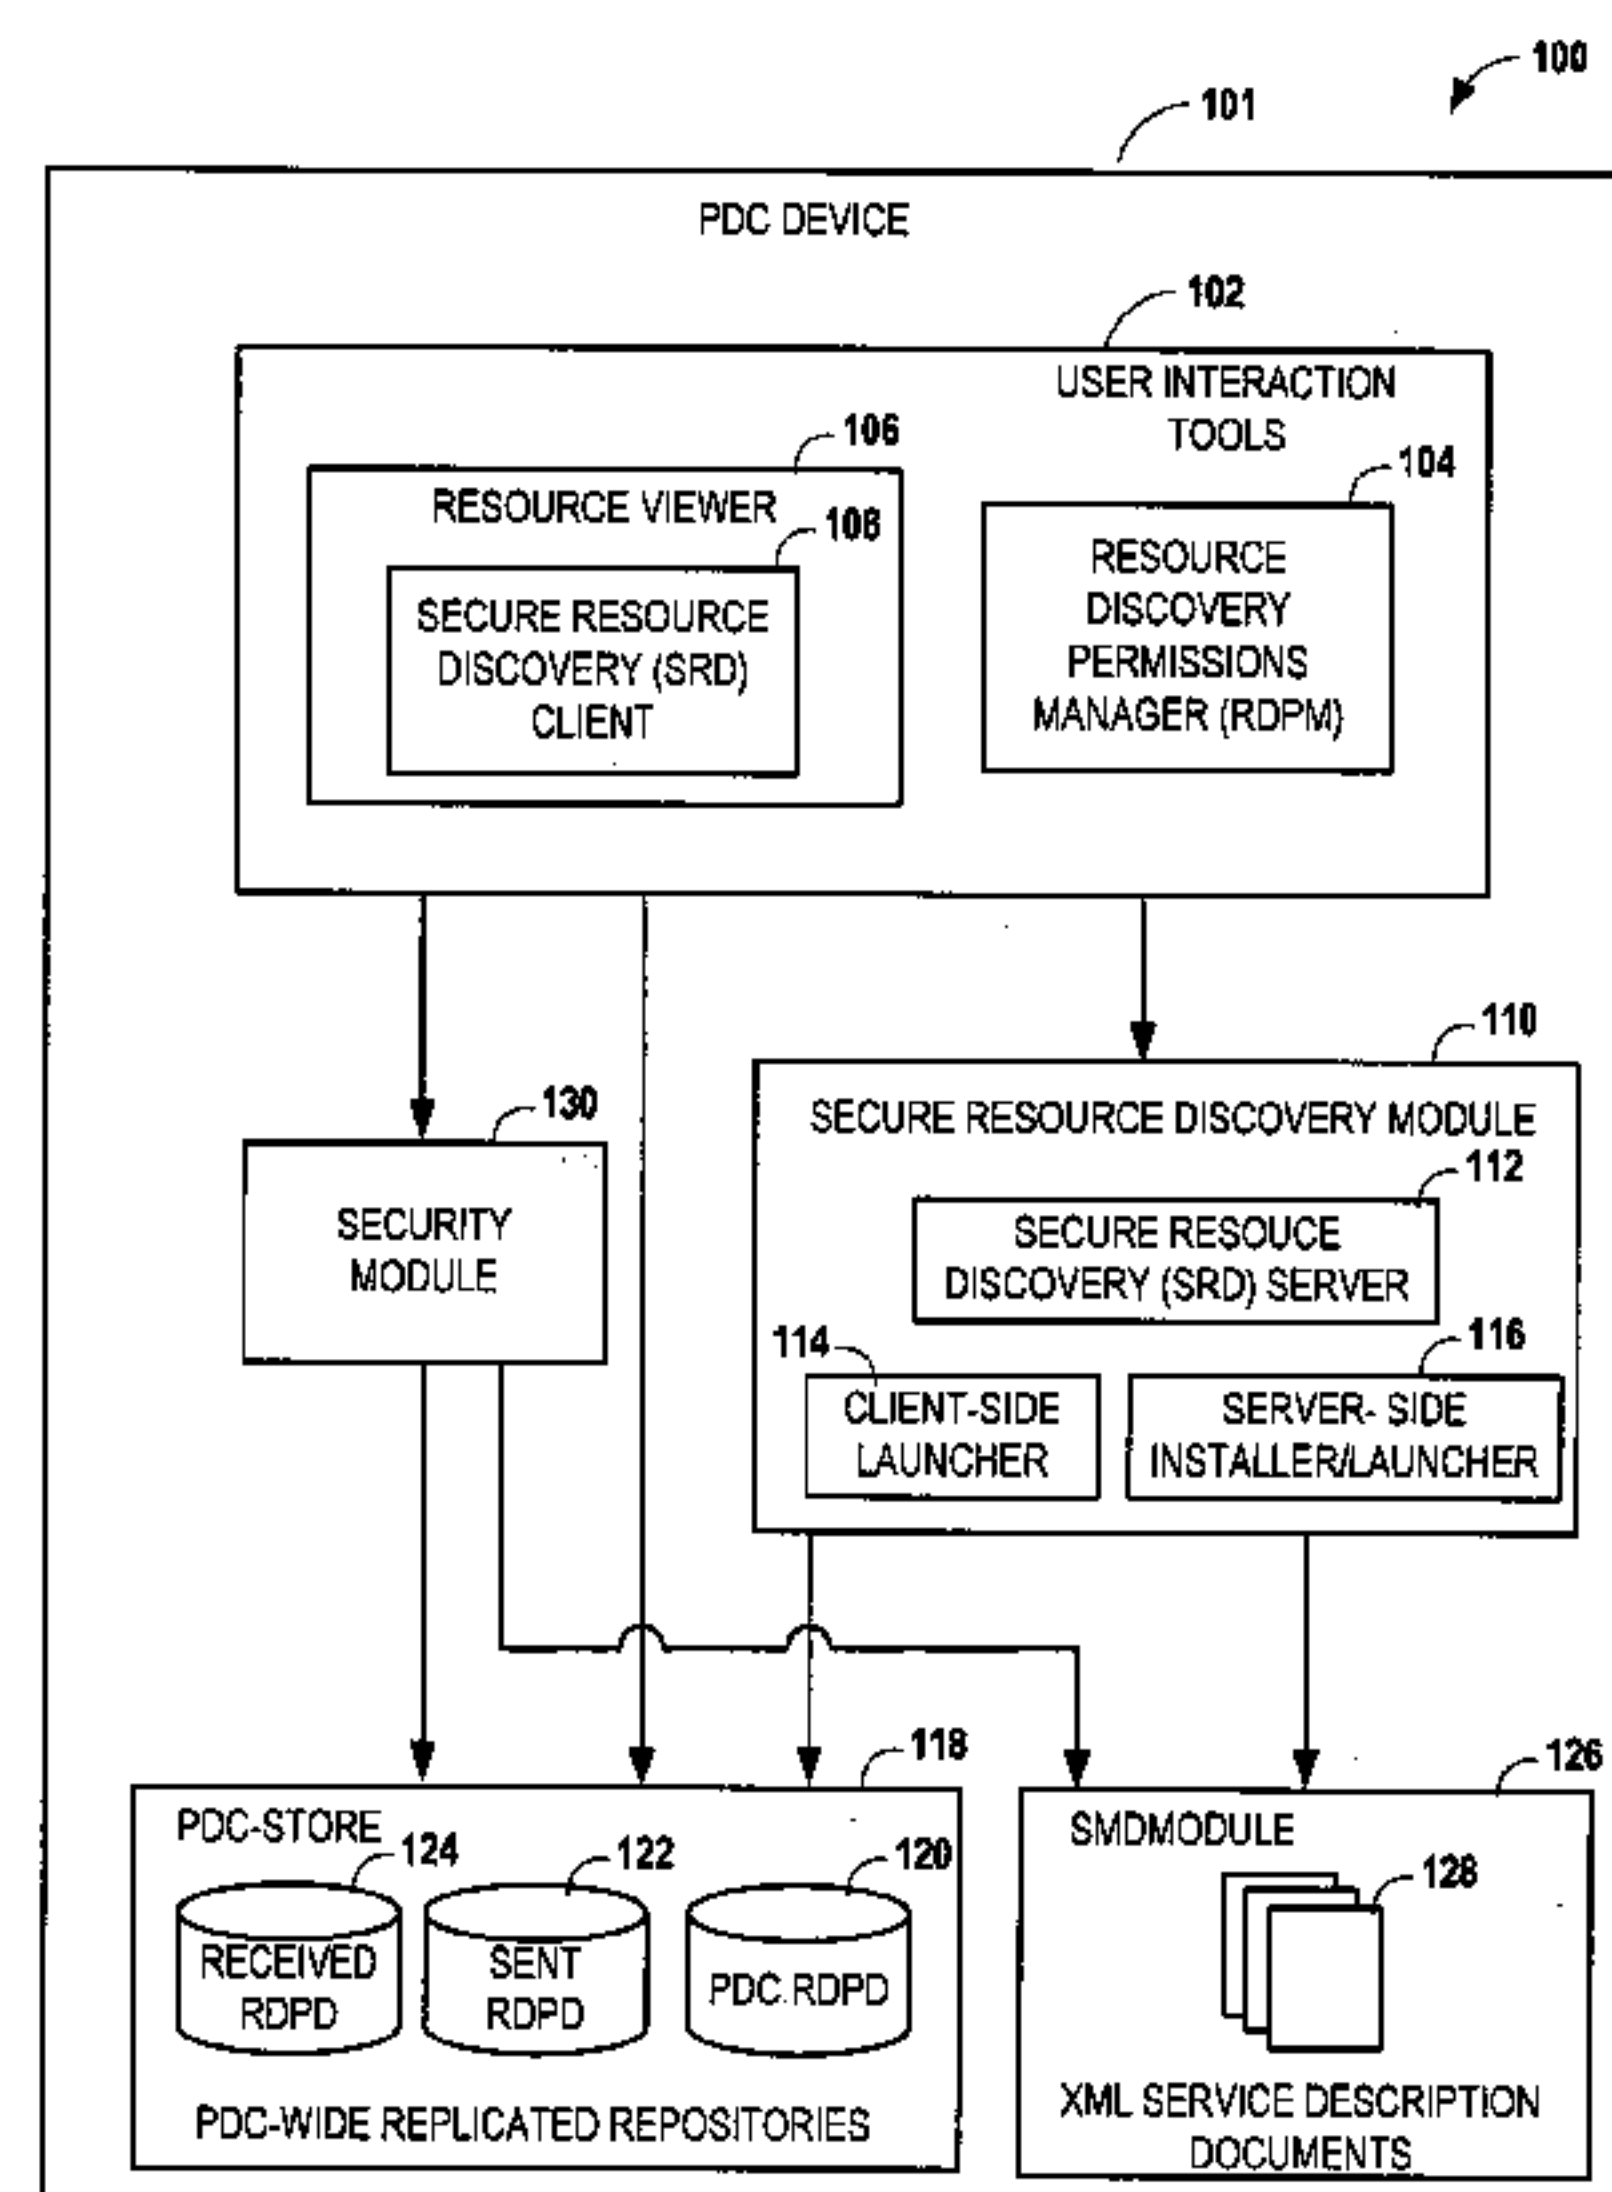 100
101
PDC DEVICE
102
USER INTERACTION
TOOLS
106
104
RESOURCE VIEWER
108
RESOURCE
DISCOVERY
PERMISSIONS
MANAGER (RDPM)
SECURE RESOURCE
DISCOVERY (SRD)
CLIENT
110
130
SECURE RESOURCE DISCOVERY MODULE
112
SECURITY
MODULE
SECURE RESOUCE
DISCOVERY (SRD) SERVER
114
116
CLIENT-SIDE
LAUNCHER
SERVER- SIDE
INSTALLER/LAUNCHER
118
126
PDC-STORE
124
122
120
RECEIVED
RDPD
SENT
RDPD
PDC.RDPD
PDC-WIDE REPLICATED REPOSITORIES
SMDMODULE
128
XML SERVICE DESCRIPTION
DOCUMENTS